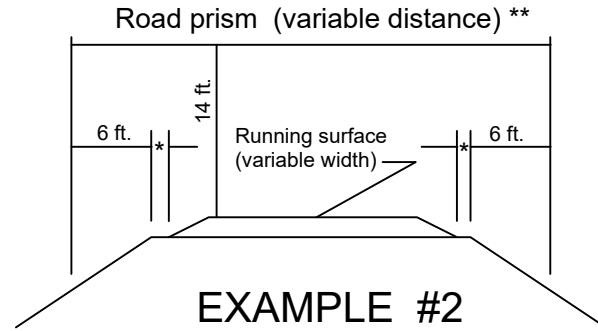 Road prism (variable distance) **
14 ft.
6 ft.
*
Running surface
(variable width)
*
6 ft.
EXAMPLE #2